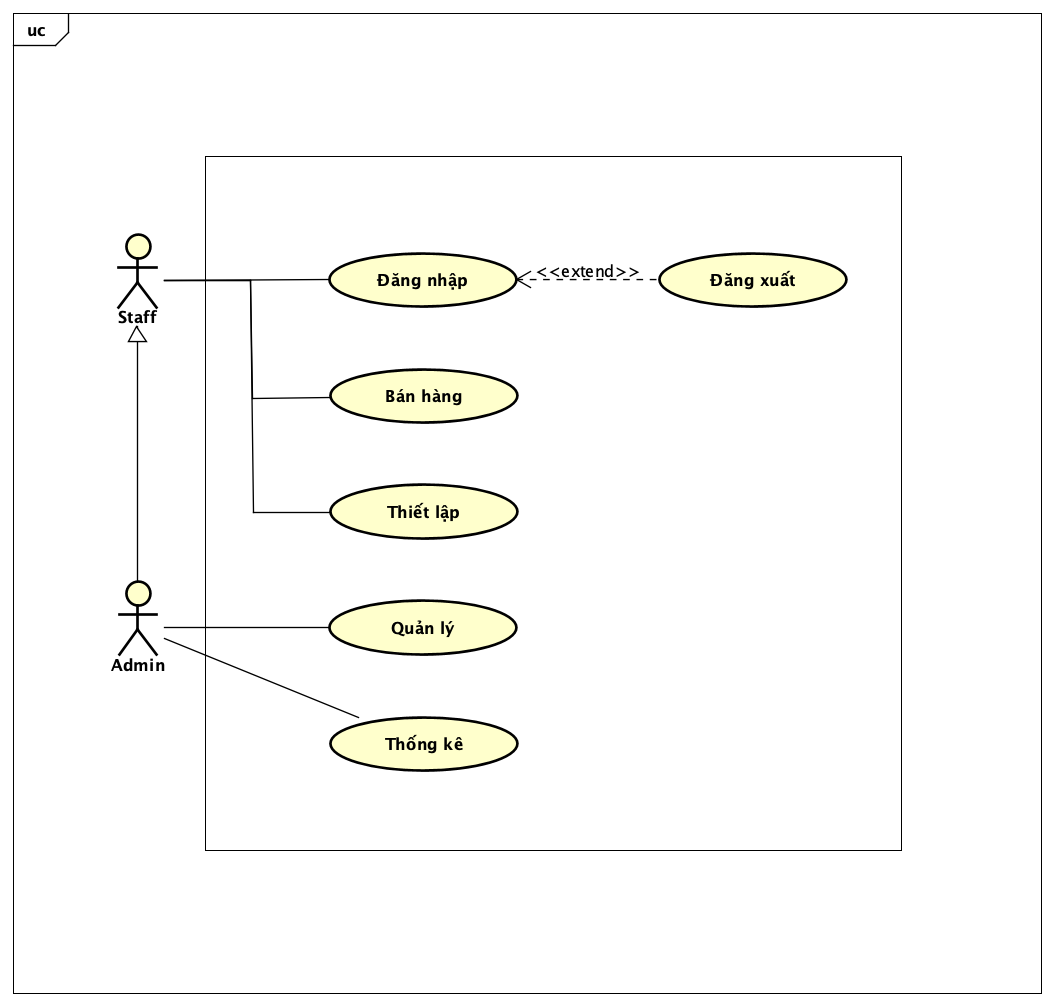 uc
Staff
Đăng nhập
<<extend>>
Đăng xuất
Bán hàng
Thiết lập
Admin
Quản lý
Thống kê